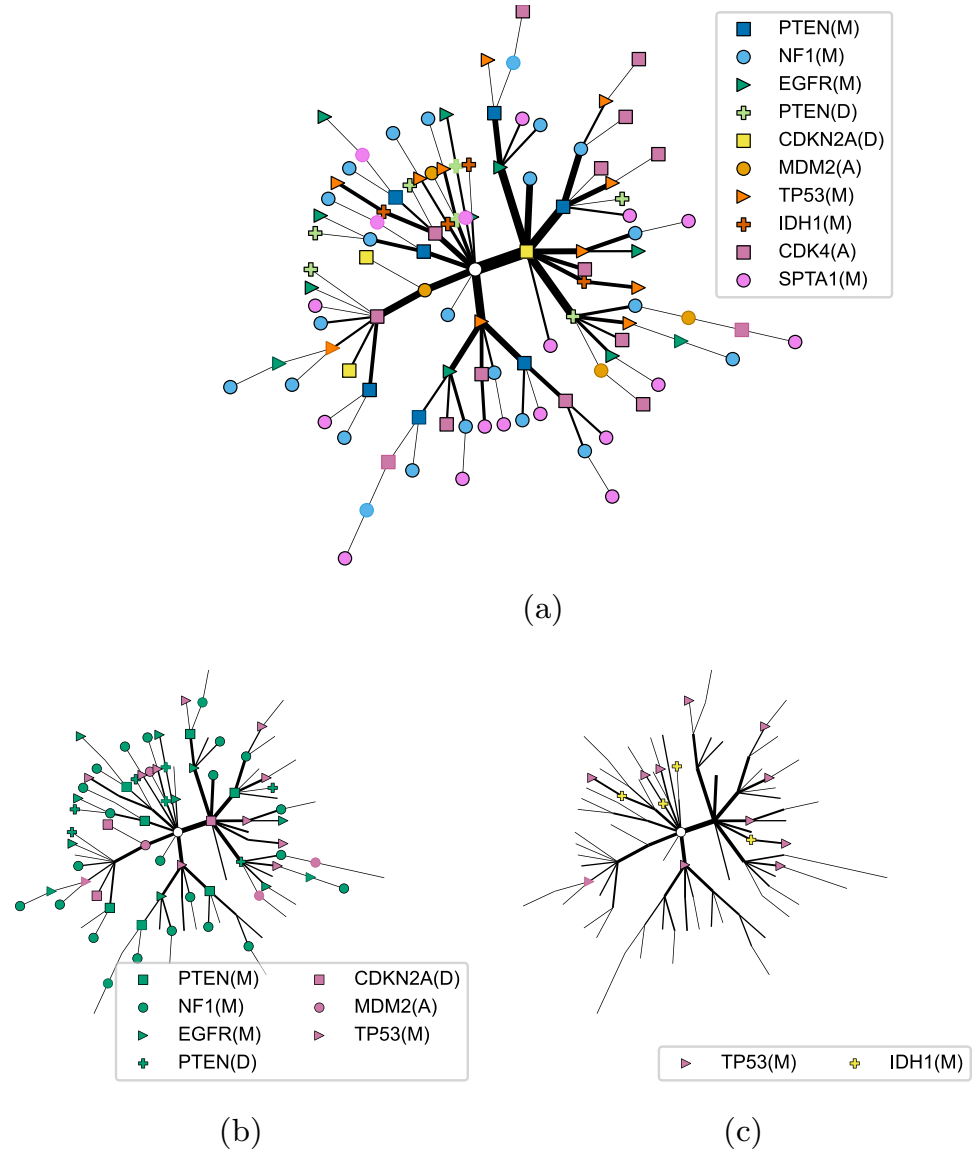 PTEN(M)
NF1(M)
EGFR(M)
PTEN(D)
CDKN2A(D)
MDM2(A)
TP53(M)
IDH1(M)
CDK4(A)
SPTA1(M)
(a)
PTEN(M)
NF1(M)
EGFR(M)
PTEN(D)
CDKN2A(D)
MDM2(A)
TP53(M)
(b)
TP53(M)
IDH1(M)
(c)